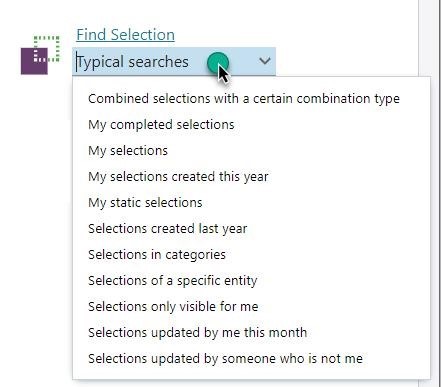 Find Selection
Typical searches
Combined selections with a certain combination type
My completed selections
My selections
My selections created this year
My static selections
Selections created last year
Selections in categories
Selections of a specific entity
Selections only visible for me
Selections updated by me this month
Selections updated by someone who is not me